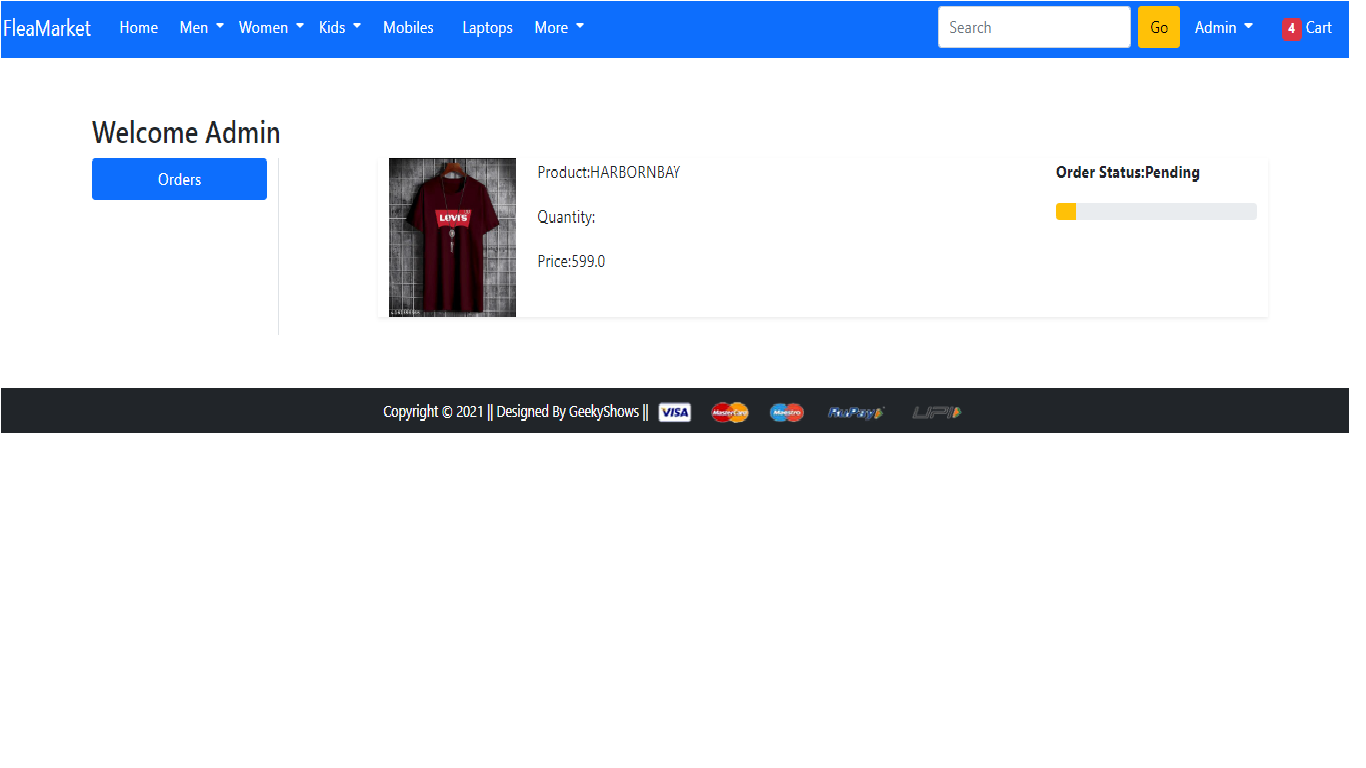 FleaMarket Home Men Women Kids Mobiles Laptops More Search Go Admin 4 Cart
Welcome Admin
Orders
LEVI'S
Product:HARBORNBAY
Quantity:
Price:599.0
Order Status:Pending
Copyright © 2021 || Designed By GeekyShows || VISA MasterCard Maestro RuPay UPI